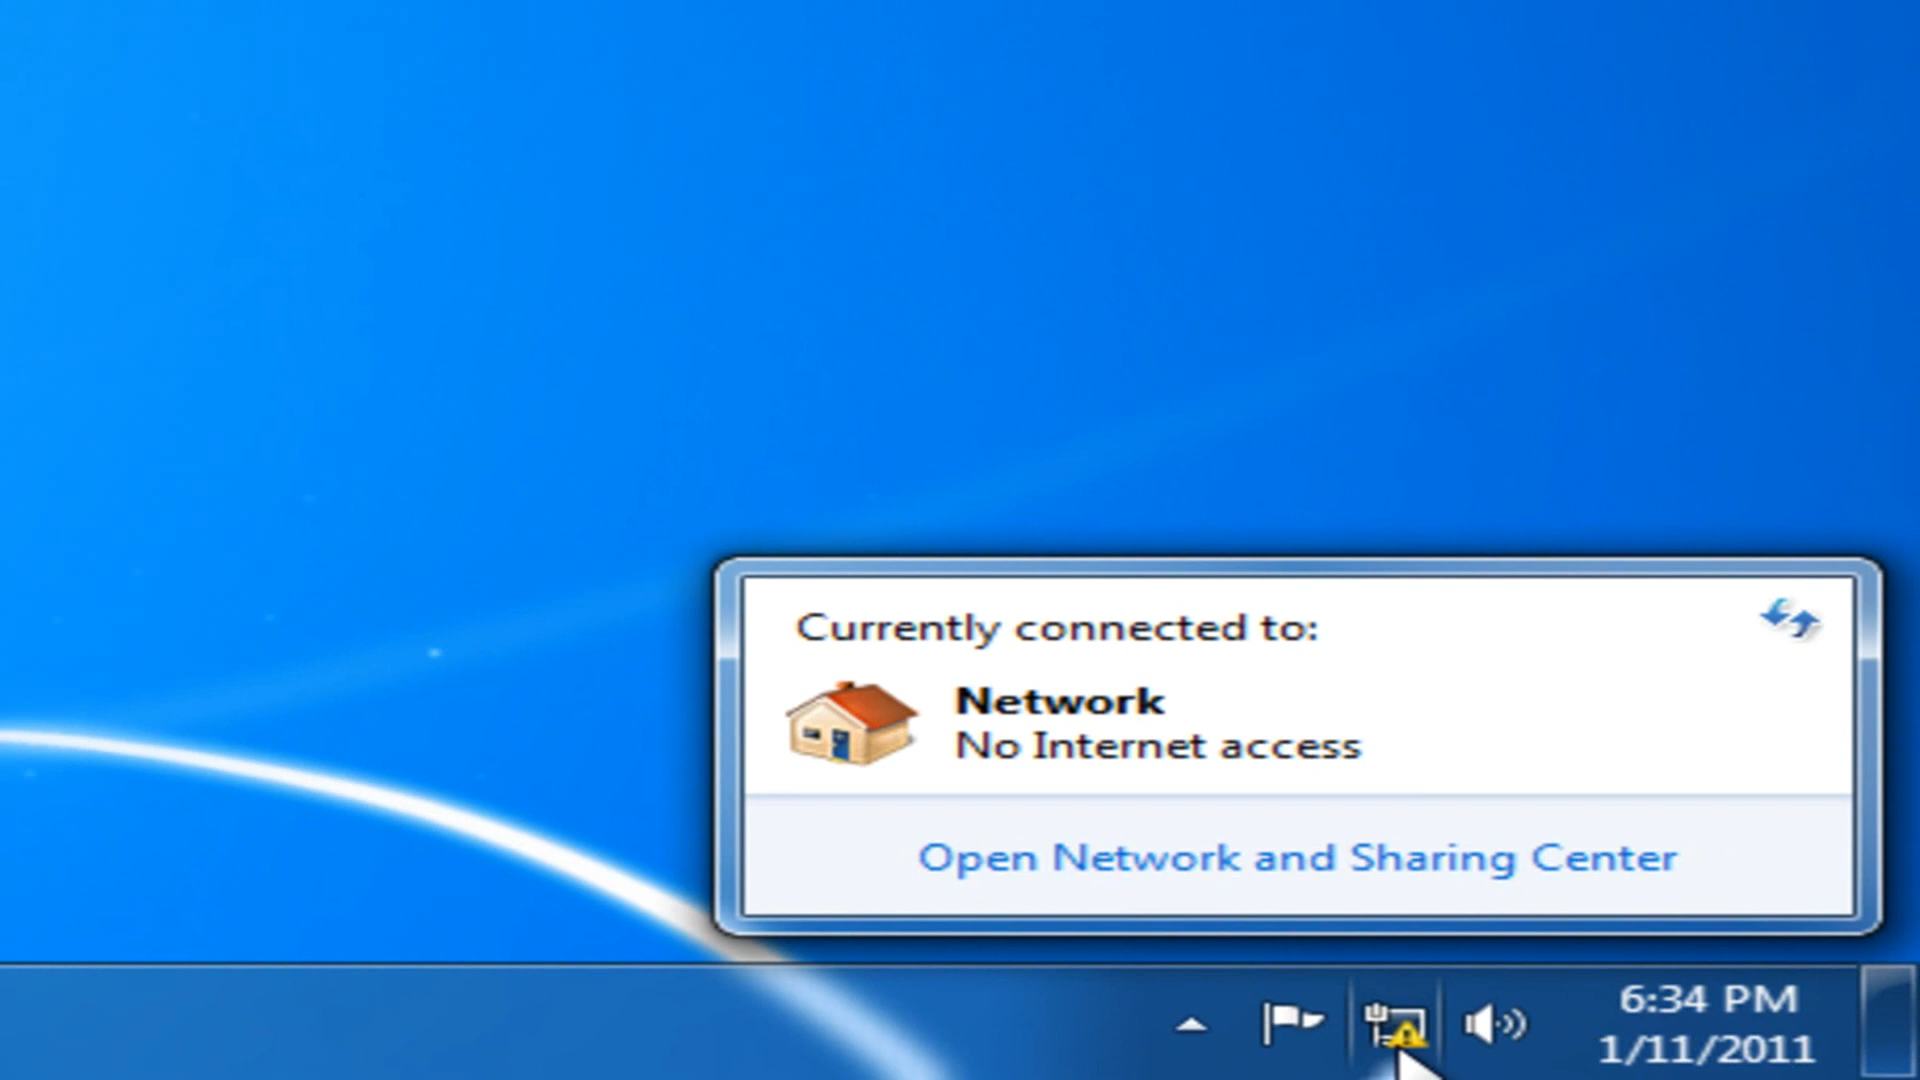 Currently connected to:
Network
No Internet access
Open Network and Sharing Center
6:34 PM
1/11/2011